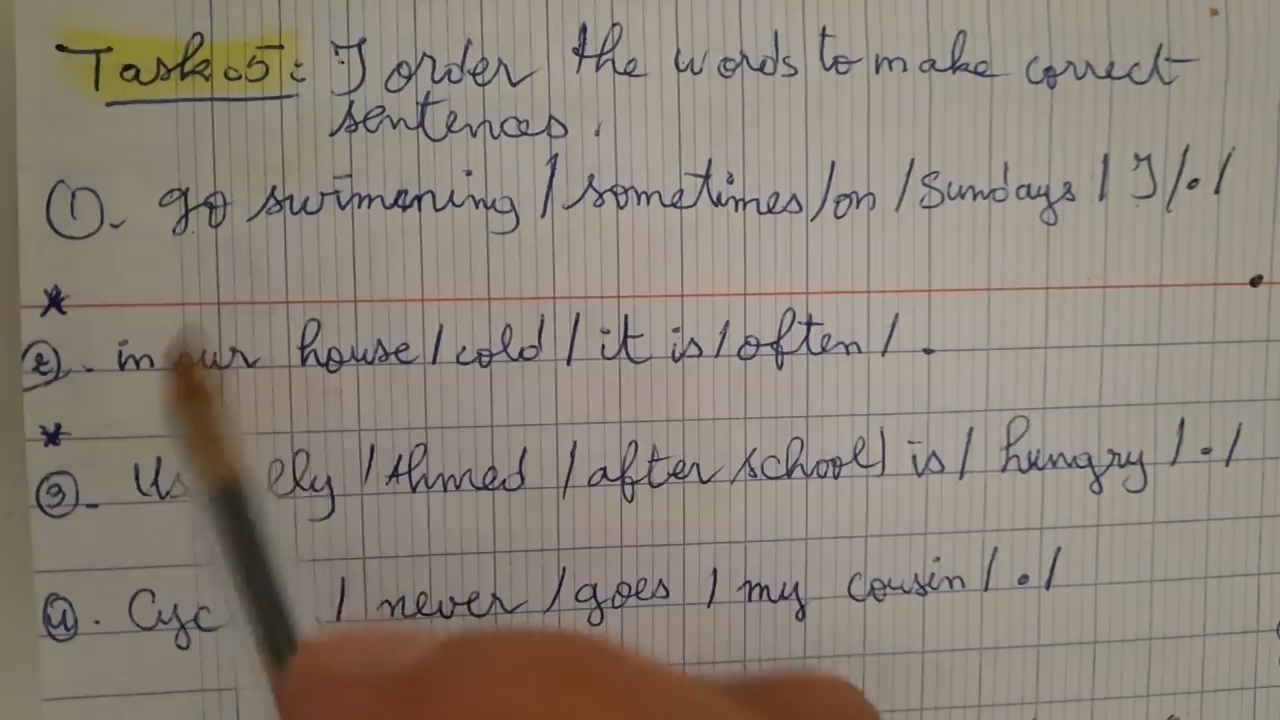 Task 05: I order the words to make correct
sentences.
①- go swimming / sometimes / on / Sundays / I / . /
②- in our house / cold / it is / often / .
③- / Ahmed / after school / is / hungry / . /
④. / never / goes / my cousin / . /